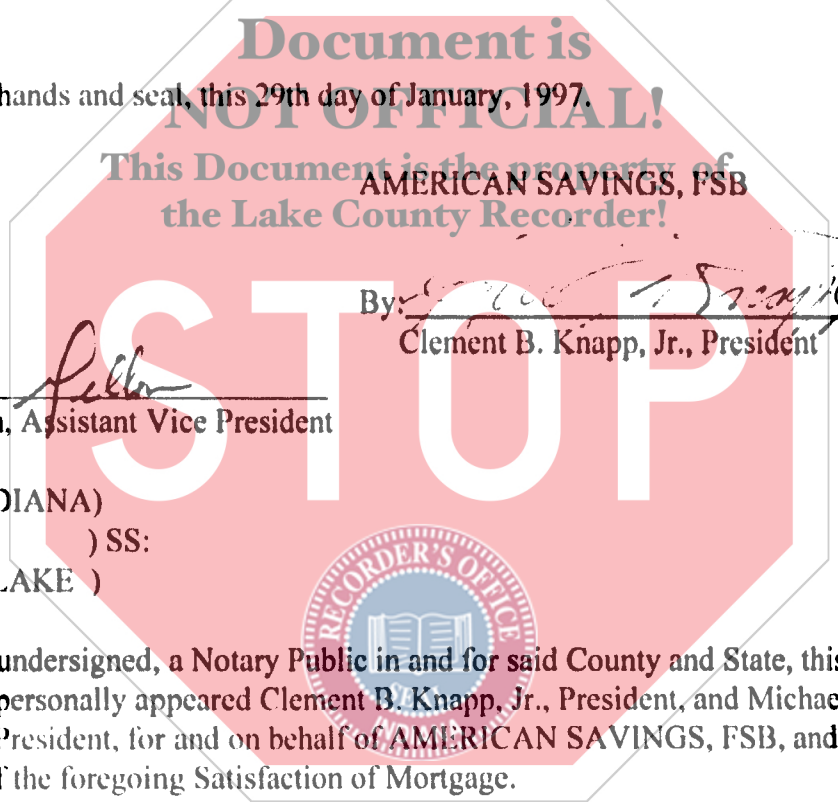 Document is
hands and seal, this 29th day of January, 1997.
NOT OFFICIAL!
This Document is the property of
AMERICAN SAVINGS, FSB
the Lake County Recorder!
STOP
By:
Clement B. Knapp, Jr., President
, Assistant Vice President
DIANA)
) SS:
LAKE )
RECORDER'S OFFICE
undersigned, a Notary Public in and for said County and State, this
personally appeared Clement B. Knapp, Jr., President, and Michae
SEAL
President, for and on behalf of AMERICAN SAVINGS, FSB, and
INDIANA
f the foregoing Satisfaction of Mortgage.